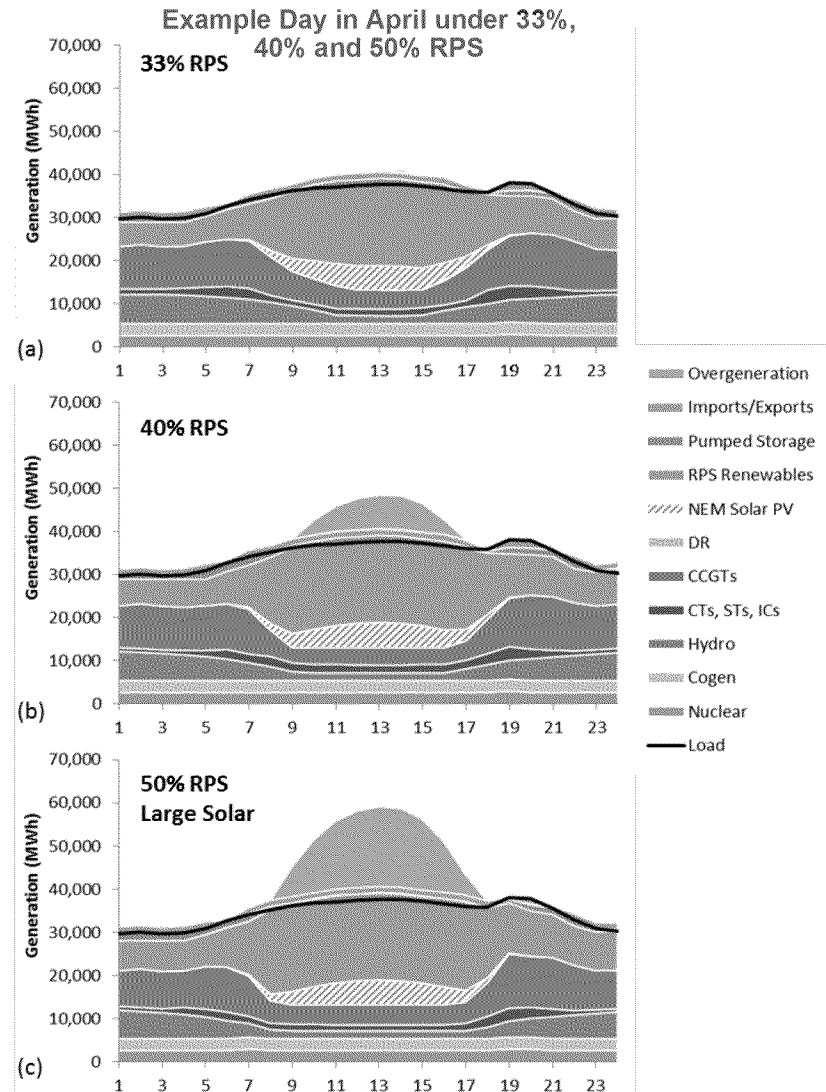 Example Day in April under 33%,
40% and 50% RPS
33% RPS
Generation (MWh)
70,000
60,000
50,000
40,000
30,000
20,000
10,000
0
(a)
1 3 5 7 9 11 13 15 17 19 21 23
40% RPS
Generation (MWh)
70,000
60,000
50,000
40,000
30,000
20,000
10,000
0
(b)
1 3 5 7 9 11 13 15 17 19 21 23
50% RPS
Large Solar
Generation (MWh)
70,000
60,000
50,000
40,000
30,000
20,000
10,000
0
(c)
1 3 5 7 9 11 13 15 17 19 21 23
Overgeneration
Imports/Exports
Pumped Storage
RPS Renewables
NEM Solar PV
DR
CCGTs
CTs, STs, ICs
Hydro
Cogen
Nuclear
Load